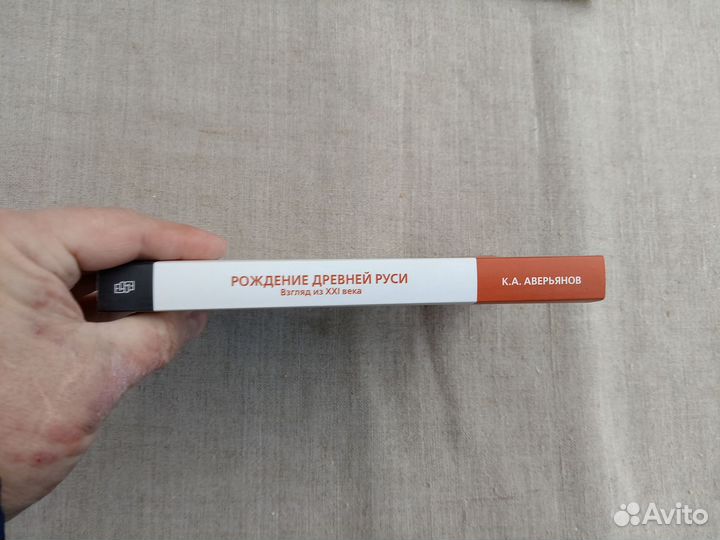 РОЖДЕНИЕ ДРЕВНЕЙ РУСИ
Взгляд из XXI века
К.А. АВЕРЬЯНОВ
Avito